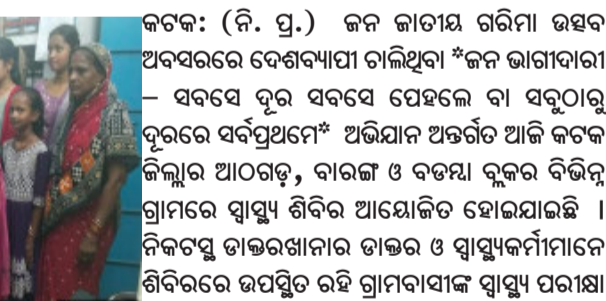 କଟକ: (ନି. ପ୍ର.) ଜନ ଜାତୀୟ ଗରିମା ଉତ୍ସବ
ଅବସରରେ ଦେଶବ୍ୟାପୀ ଚାଲିଥିବା *ଜନ ଭାଗୀଦାରୀ
– ସବସେ ଦୂର ସବସେ ପେହଲେ ବା ସବୁଠାରୁ
ଦୂରରେ ସର୍ବପ୍ରଥମେ* ଅଭିଯାନ ଅନ୍ତର୍ଗତ ଆଜି କଟକ
ଜିଲ୍ଲାର ଆଠଗଡ଼, ବାରଙ୍ଗ ଓ ବଡମ୍ବା ବ୍ଲକର ବିଭିନ୍ନ
ଗ୍ରାମରେ ସ୍ୱାସ୍ଥ୍ୟ ଶିବିର ଆୟୋଜିତ ହୋଇଯାଇଛି ।
ନିକଟସ୍ଥ ଡାକ୍ତରଖାନାର ଡାକ୍ତର ଓ ସ୍ୱାସ୍ଥ୍ୟକର୍ମୀମାନେ
ଶିବିରରେ ଉପସ୍ଥିତ ରହି ଗ୍ରାମବାସୀଙ୍କ ସ୍ୱାସ୍ଥ୍ୟ ପରୀକ୍ଷା